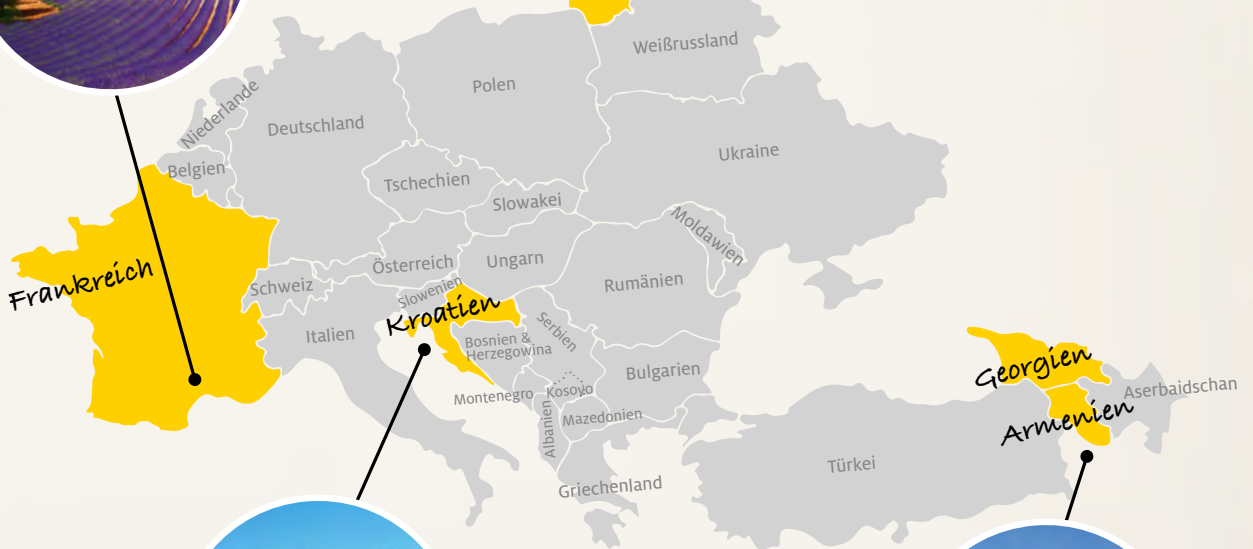 Weißrussland
Polen
Niederlande
Deutschland
Ukraine
Belgien
Tschechien
Slowakei
Moldawien
Österreich
Ungarn
Frankreich
Schweiz
Slowenien
Rumänien
Kroatien
Italien
Serbien
Bosnien &
Herzegowina
Georgien
Bulgarien
Aserbaidschan
Montenegro
Kosovo
Armenien
Mazedonien
Albanien
Türkei
Griechenland